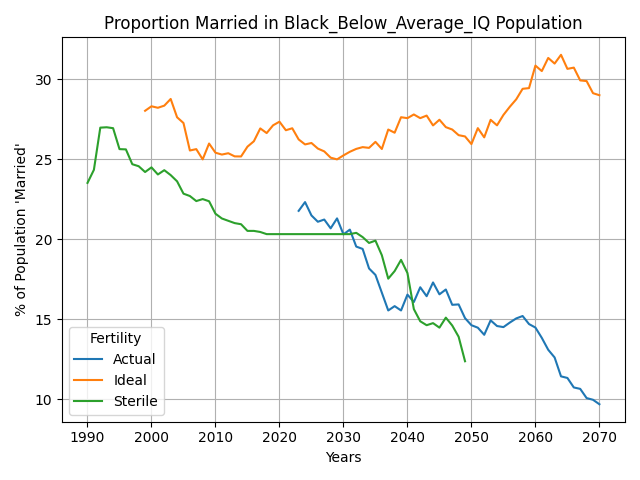 Proportion Married in Black_Below_Average_IQ Population
% of Population 'Married'
30
25
20
15
10
Fertility
Actual
Ideal
Sterile
1990 2000 2010 2020 2030 2040 2050 2060 2070
Years